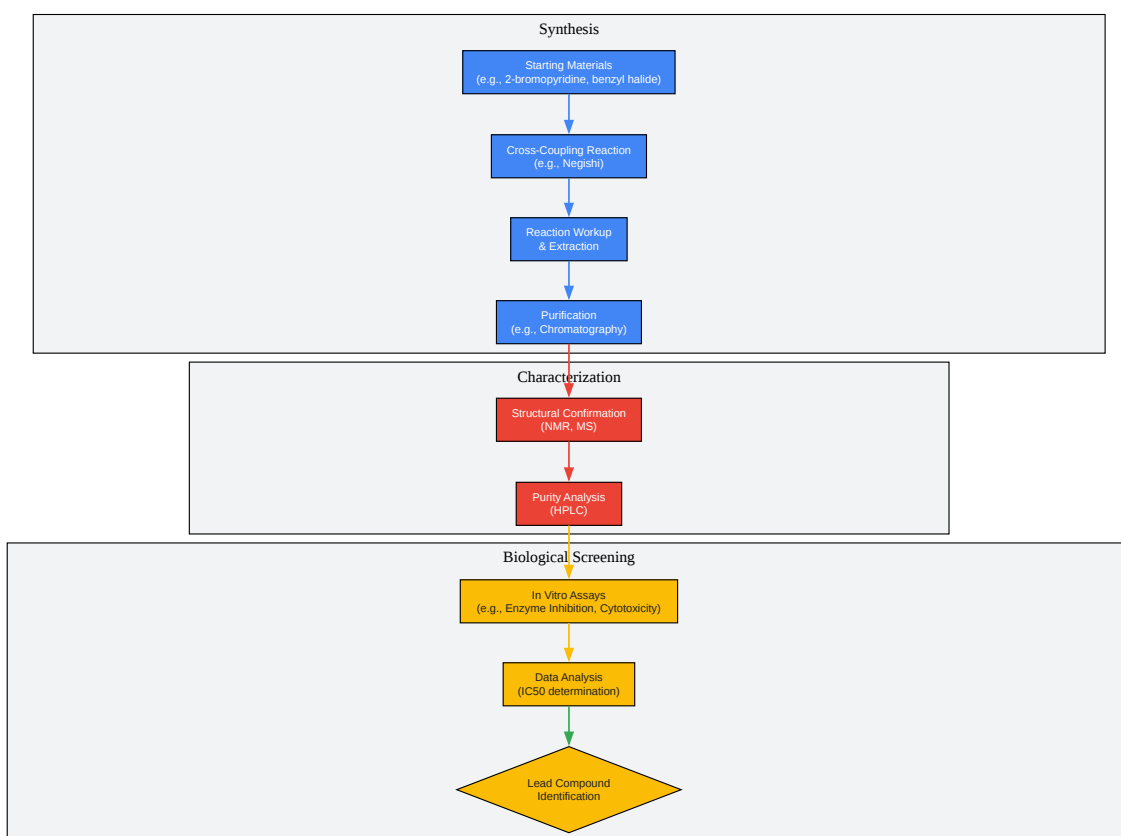 Synthesis
Starting Materials
(e.g., 2-bromopyridine, benzyl halide)
Cross-Coupling Reaction
(e.g., Negishi)
Reaction Workup
& Extraction
Purification
(e.g., Chromatography)
Characterization
Structural Confirmation
(NMR, MS)
Purity Analysis
(HPLC)
Biological Screening
In Vitro Assays
(e.g., Enzyme Inhibition, Cytotoxicity)
Data Analysis
(IC50 determination)
Lead Compound
Identification